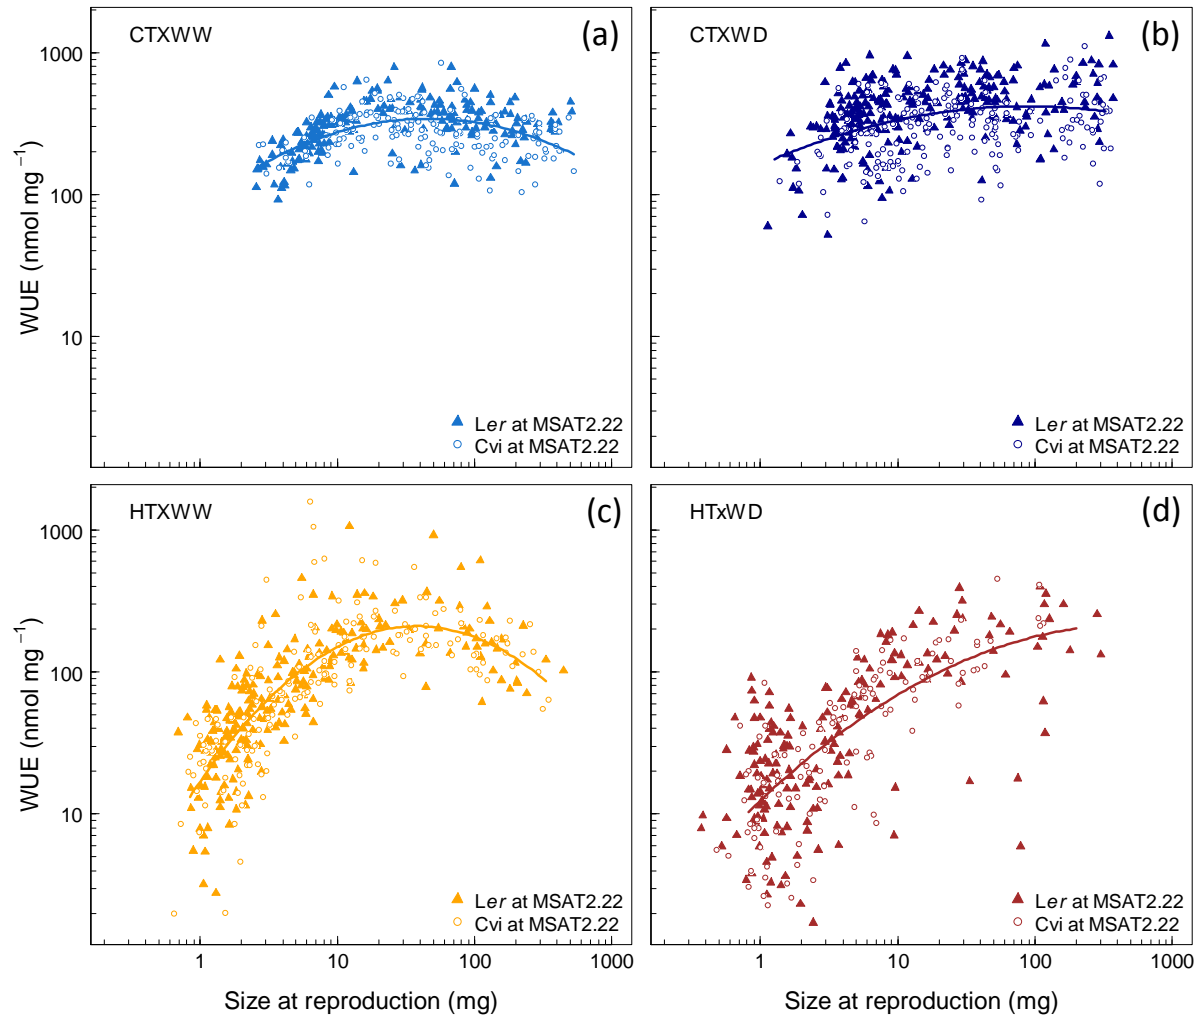 CTXWW (a)
1000
100
10
WUE (nmol mg⁻¹)
Ler at MSAT2.22
Cvi at MSAT2.22
CTXWD (b)
Ler at MSAT2.22
Cvi at MSAT2.22
HTXWW (c)
1000
100
10
WUE (nmol mg⁻¹)
Ler at MSAT2.22
Cvi at MSAT2.22
1 10 100 1000
Size at reproduction (mg)
HTxWD (d)
Ler at MSAT2.22
Cvi at MSAT2.22
1 10 100 1000
Size at reproduction (mg)